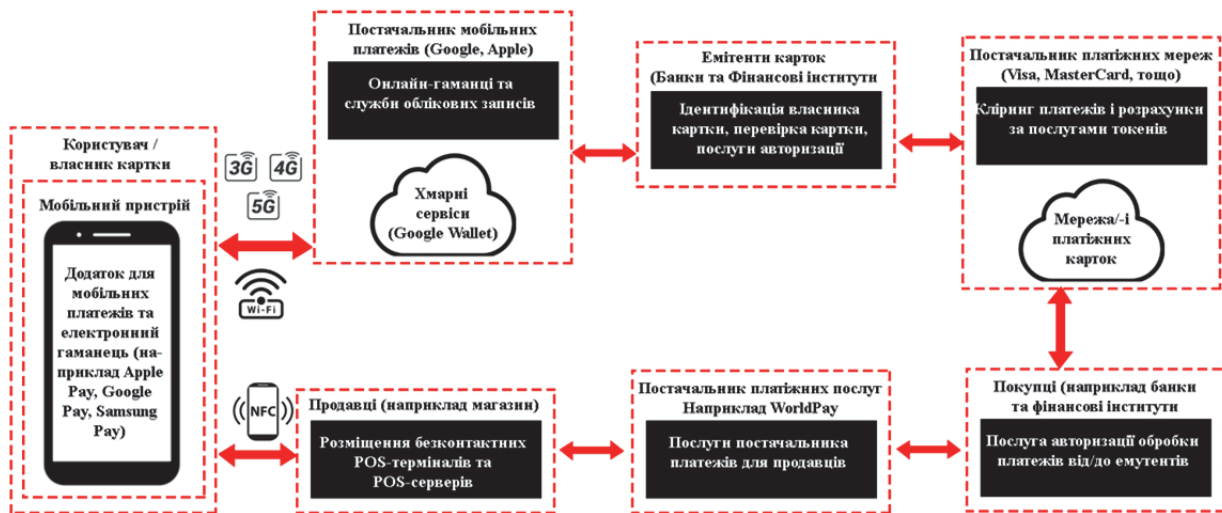 Користувач /
власник картки
Мобільний пристрій
Додаток для
мобільних
платежів та
електронний
гаманець (на-
приклад Apple
Pay, Google
Pay, Samsung
Pay)
3G
4G
5G
Wi-Fi
NFC
Постачальник мобільних
платежів (Google, Apple)
Онлайн-гаманці та
служби облікових записів
Хмарні
сервіси
(Google Wallet)
Емітенти карток
(Банки та Фінансові інститути
Ідентифікація власника
картки, перевірка картки,
послуги авторизації
Постачальник платіжних мереж
(Visa, MasterCard, тощо)
Кліринг платежів і розрахунки
за послугами токенів
Мережа/-і
платіжних
карток
Продавці (наприклад магазин)
Розміщення безконтактних
POS-терміналів та
POS-серверів
Постачальник платіжних послуг
Наприклад WorldPay
Послуги постачальника
платежів для продавців
Покупці (наприклад банки
та фінансові інститути
Послуга авторизації обробки
платежів від/до емутентів